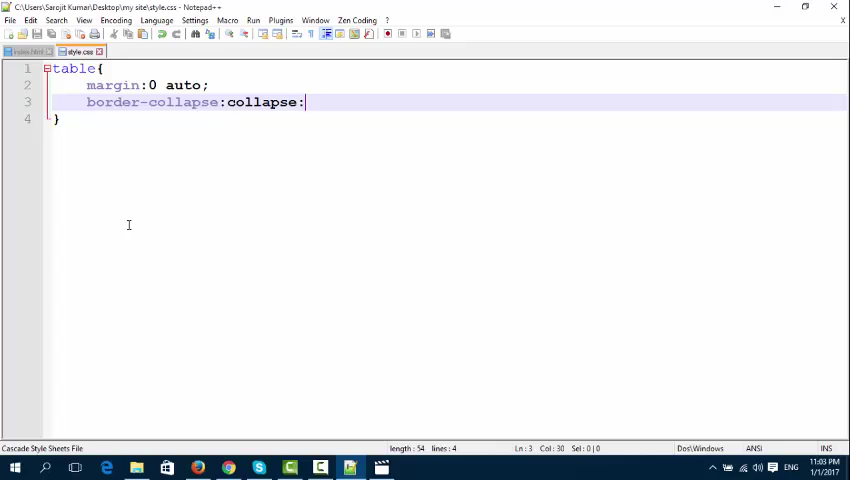 C:\Users\Sarojit Kumar\Desktop\my site\style.css - Notepad++
File Edit Search View Encoding Language Settings Macro Run Plugins Window Zen Coding ?
X
index.html style.css
1 table{
2 margin:0 auto;
3 border-collapse:collapse:
4 }
Cascade Style Sheets File length : 54 lines : 4 Ln : 3 Col : 30 Sel : 0 | 0 Dos\Windows ANSI INS
ENG 11:03 PM
1/1/2017